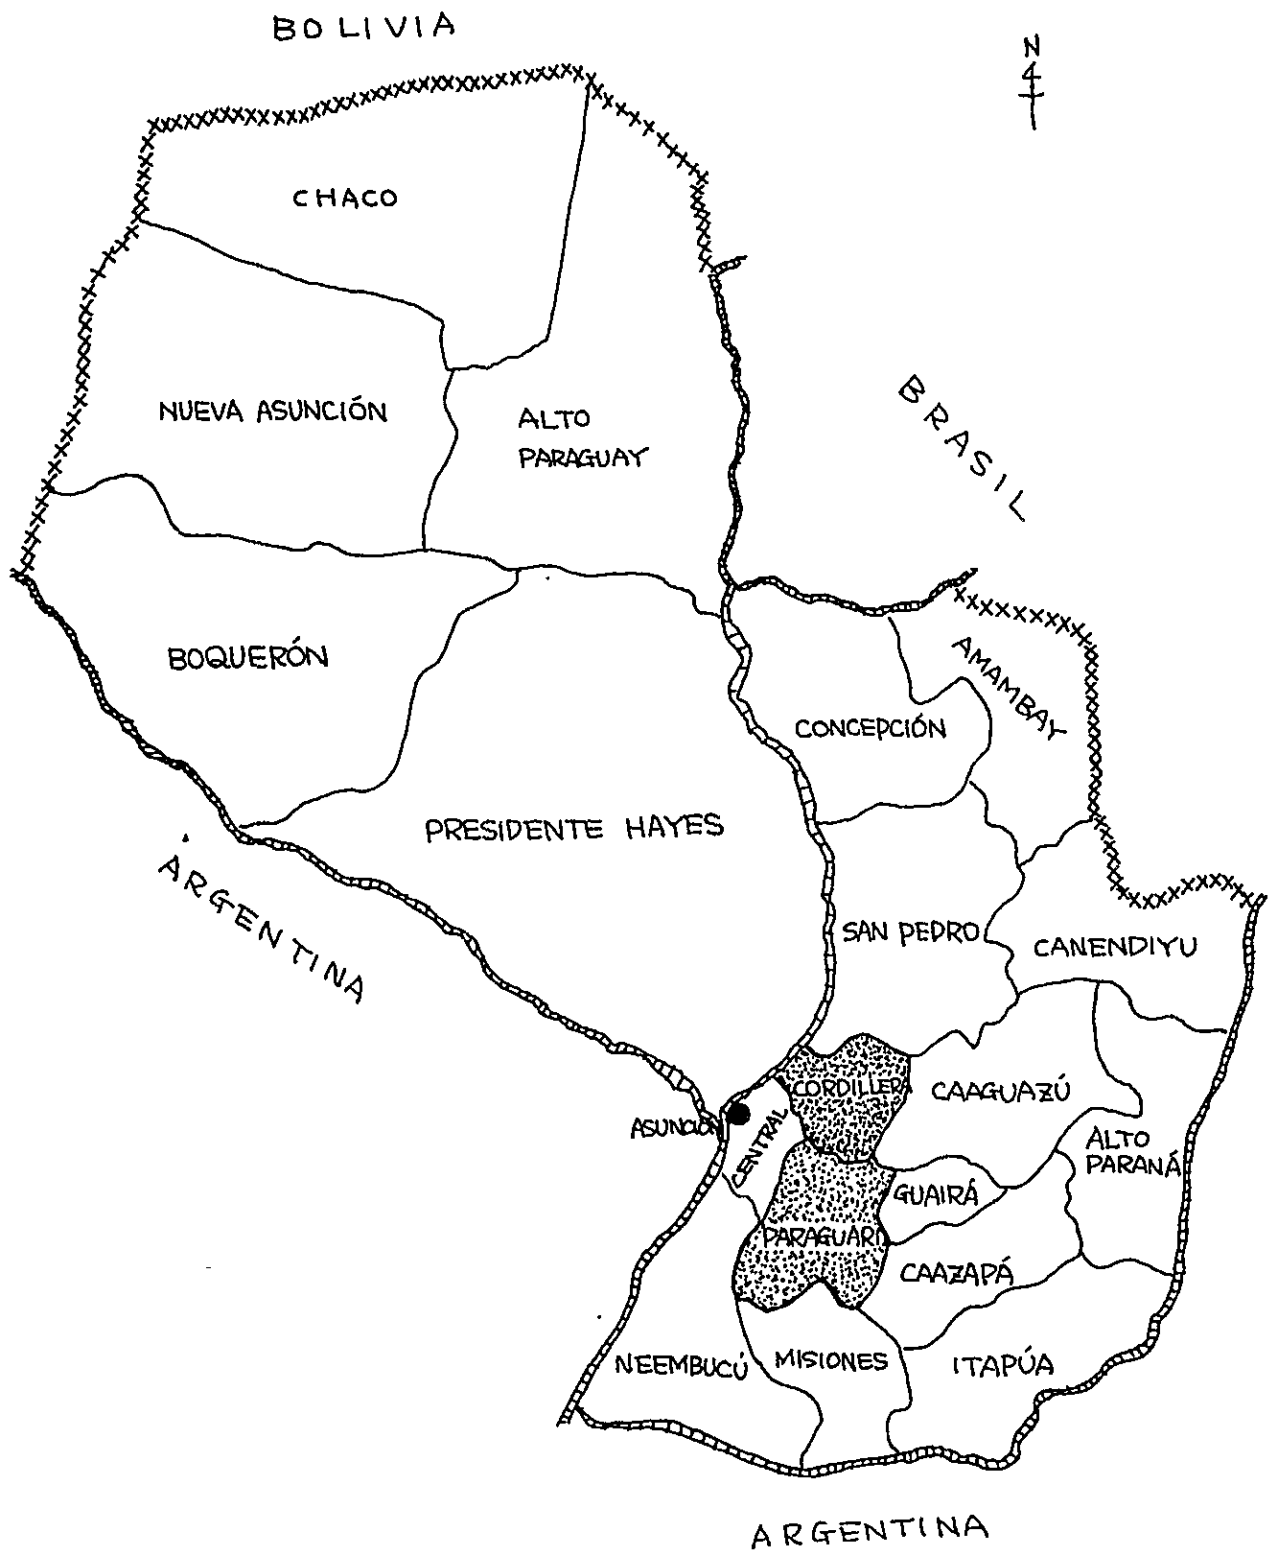 BOLIVIA
N
CHACO
BRASIL
NUEVA ASUNCIÓN
ALTO
PARAGUAY
AMAMBAY
BOQUERÓN
CONCEPCIÓN
PRESIDENTE HAYES
ARGENTINA
SAN PEDRO
CANENDIYU
CORDILLERA
CAAGUAZÚ
ASUNCIÓN
CENTRAL
ALTO
PARANÁ
GUAIRÁ
PARAGUARI
CAAZAPÁ
NEEMBUCÚ
MISIONES
ITAPÚA
ARGENTINA